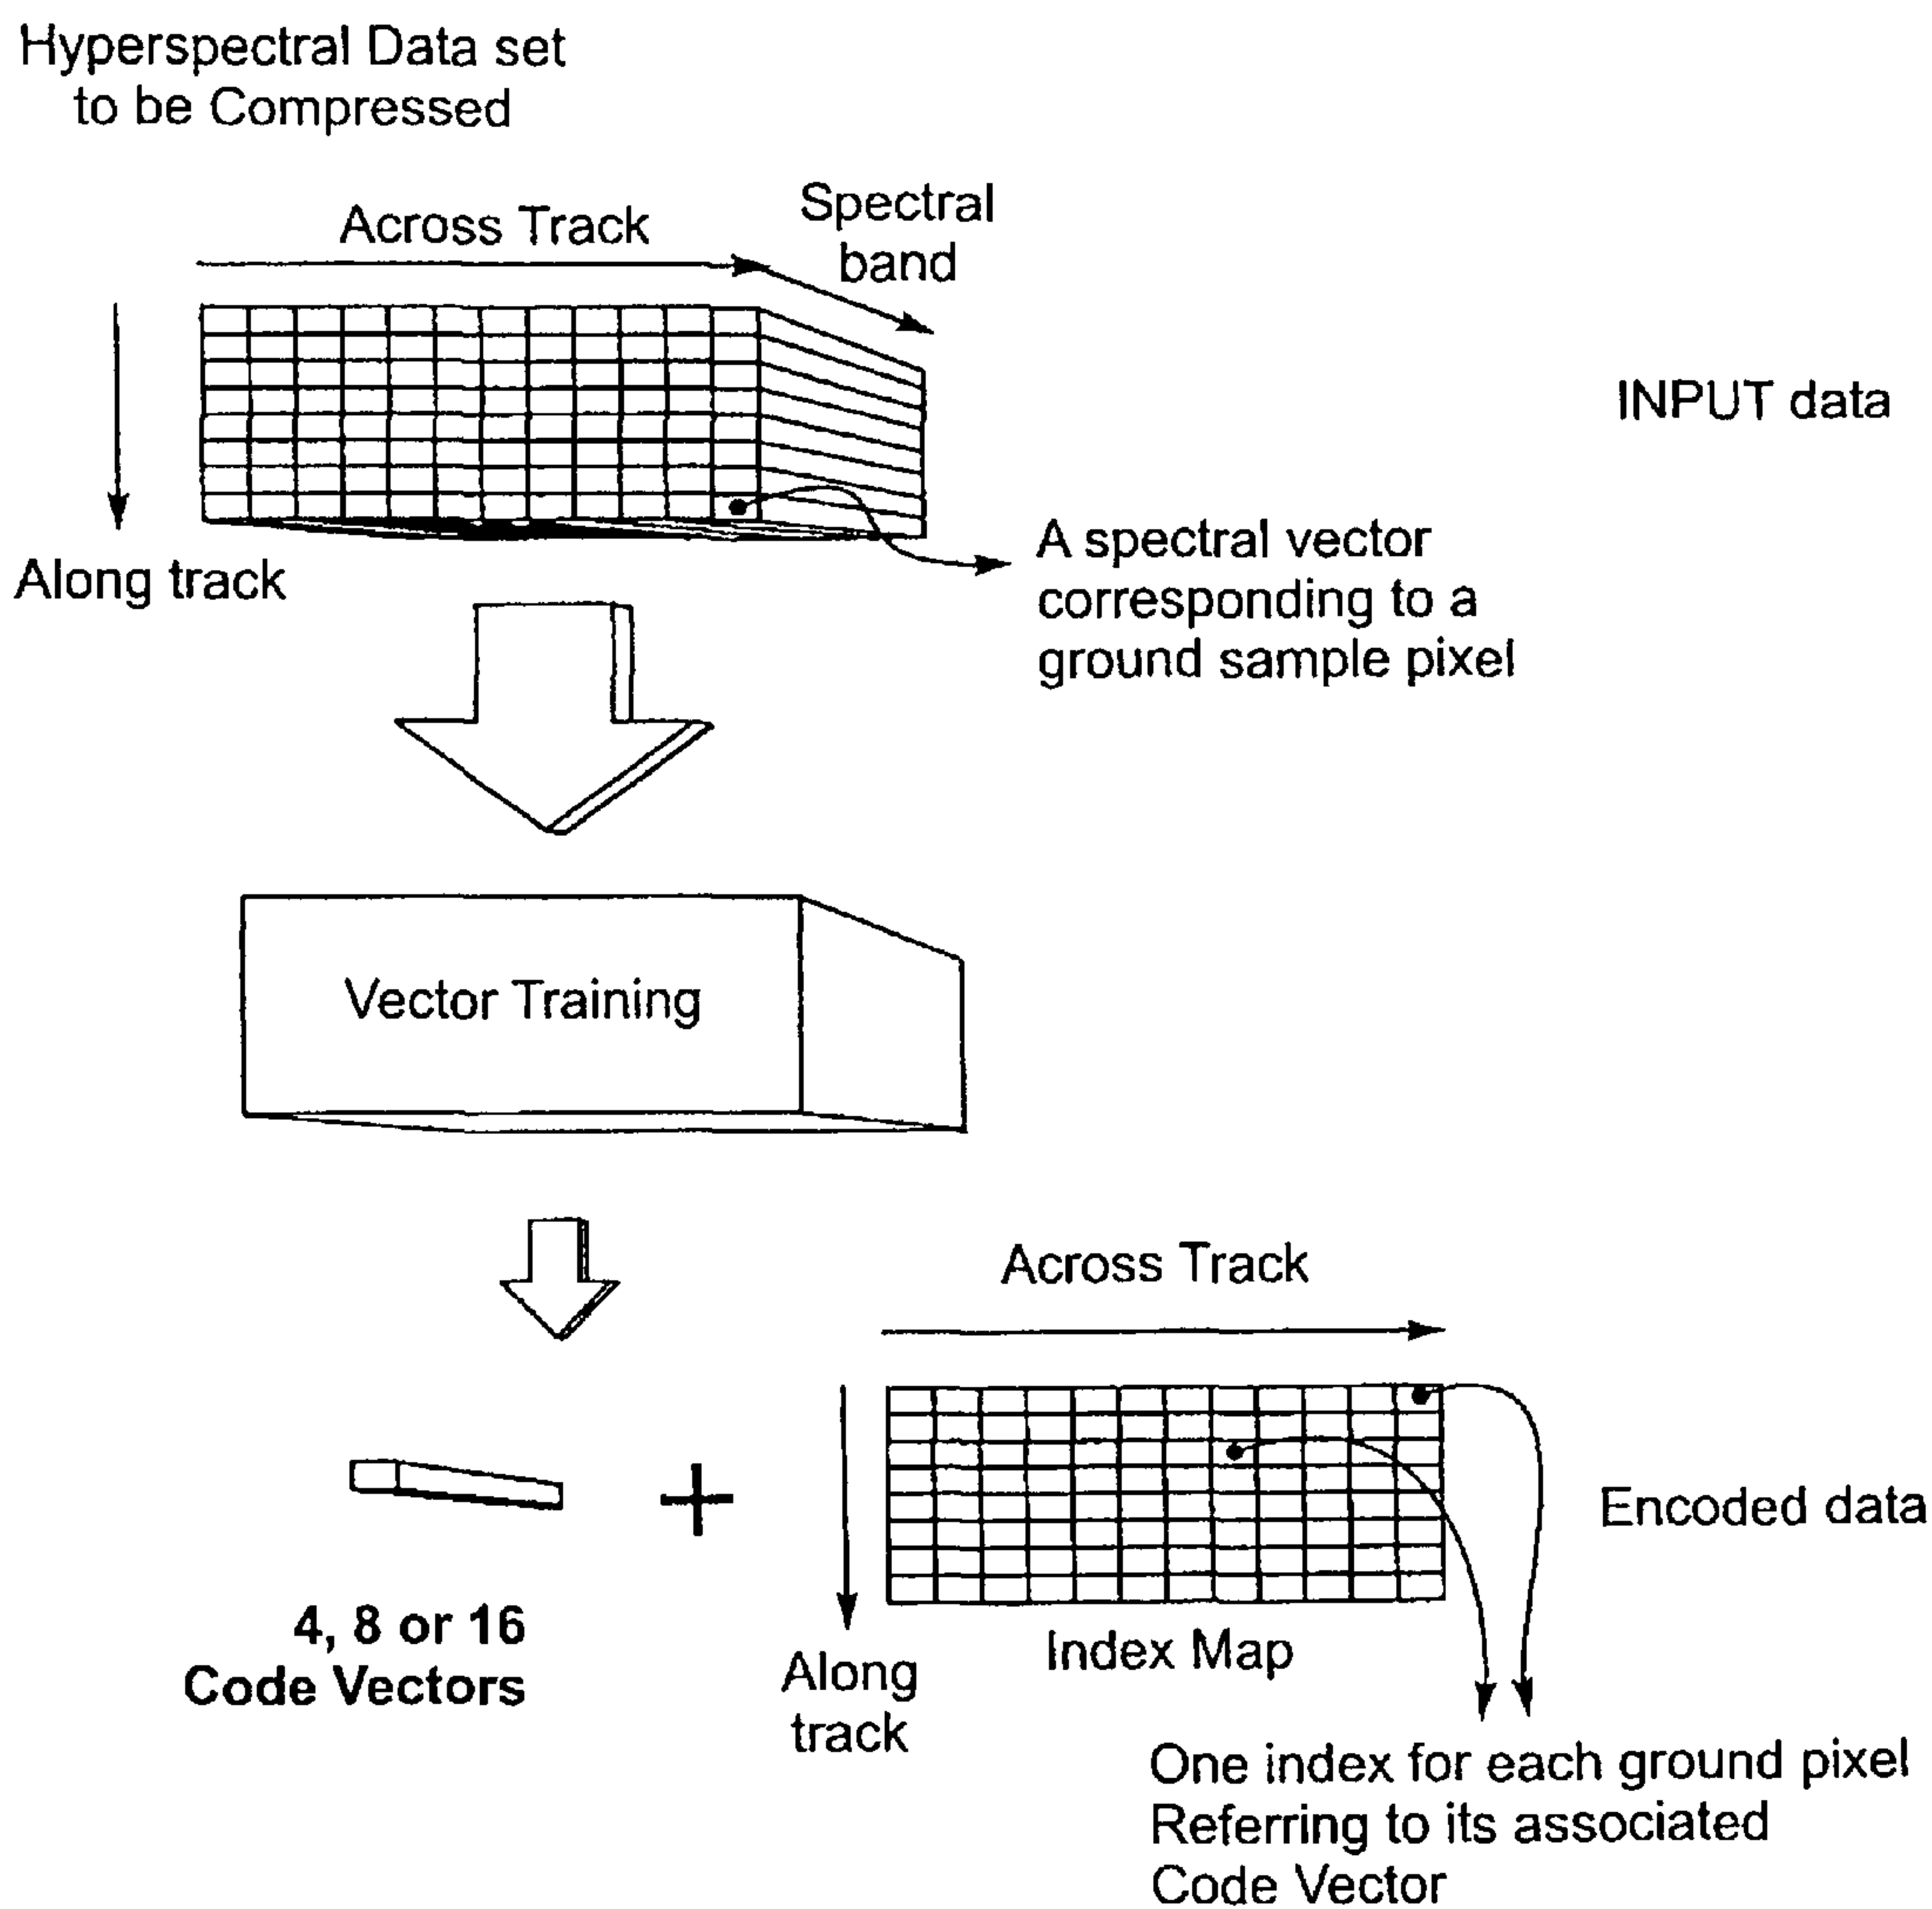 Hyperspectral Data set
to be Compressed
Across Track
Spectral
band
INPUT data
Along track
A spectral vector
corresponding to a
ground sample pixel
Vector Training
Across Track
Encoded data
4, 8 or 16
Code Vectors
Along
track
Index Map
One index for each ground pixel
Referring to its associated
Code Vector